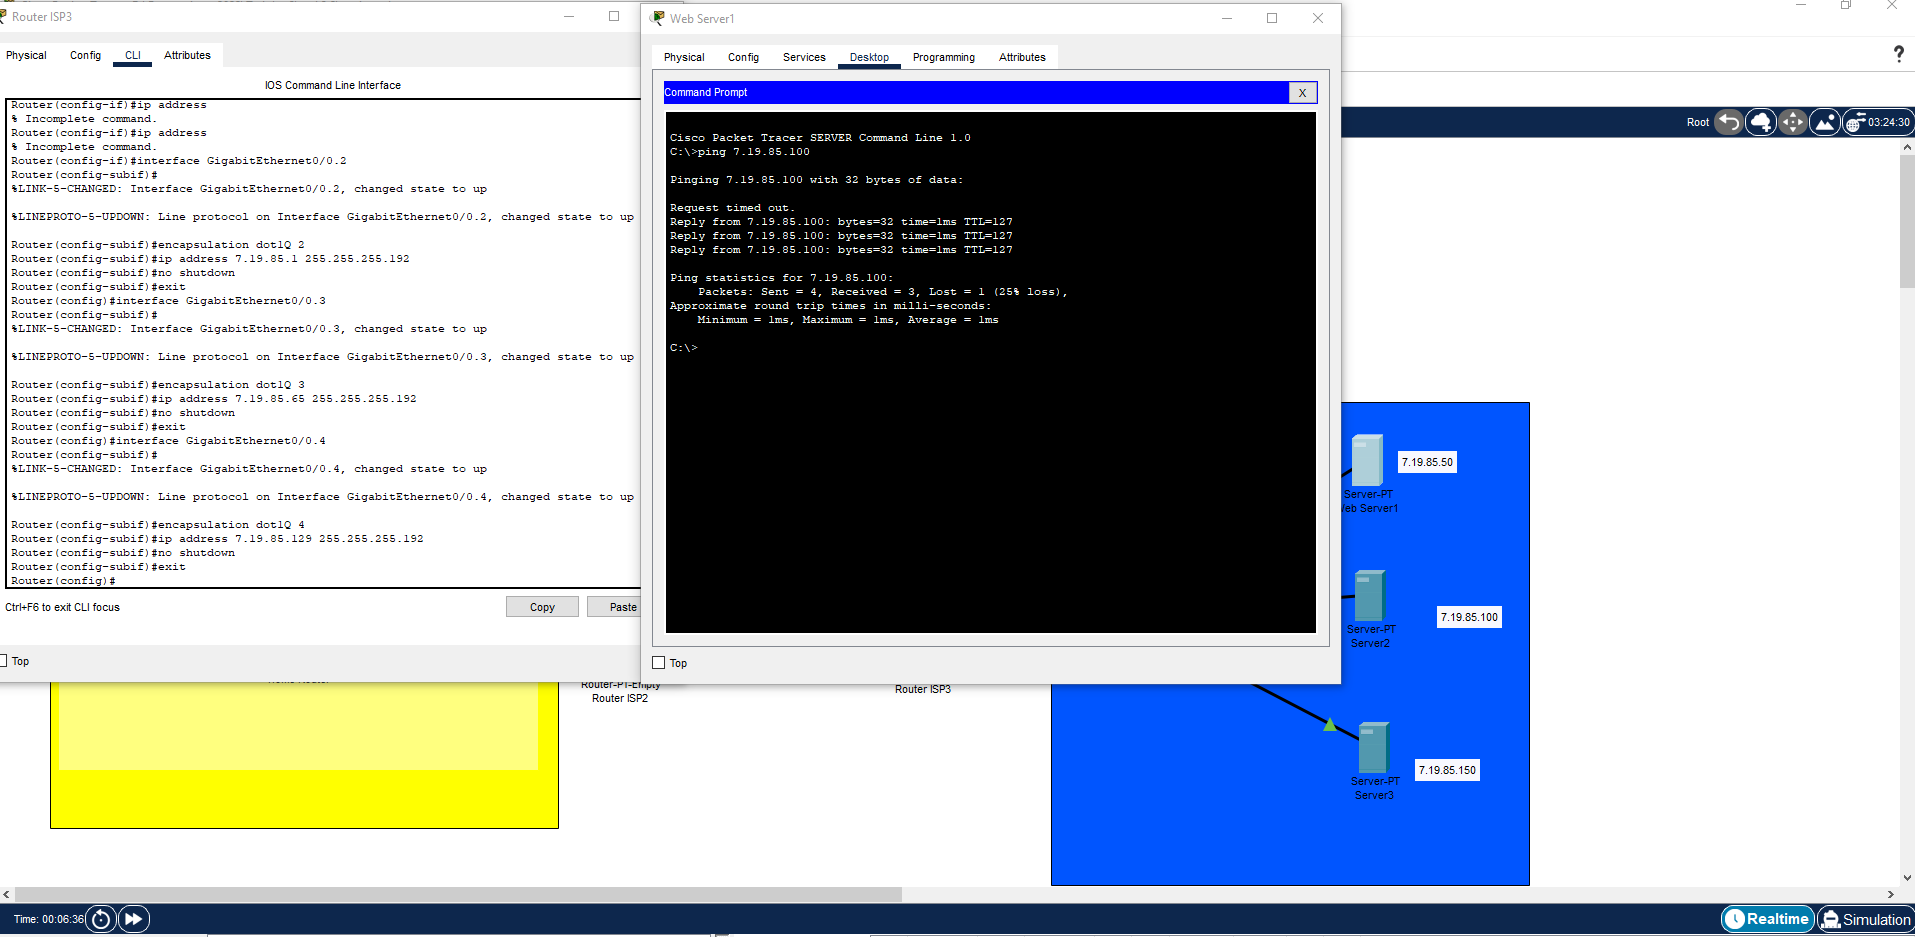 Router ISP3
Physical Config CLI Attributes
IOS Command Line Interface
Router(config-if)#ip address
% Incomplete command.
Router(config-if)#ip address
% Incomplete command.
Router(config-if)#interface GigabitEthernet0/0.2
Router(config-subif)#
%LINK-5-CHANGED: Interface GigabitEthernet0/0.2, changed state to up
%LINEPROTO-5-UPDOWN: Line protocol on Interface GigabitEthernet0/0.2, changed state to up
Router(config-subif)#encapsulation dot1Q 2
Router(config-subif)#ip address 7.19.85.1 255.255.255.192
Router(config-subif)#no shutdown
Router(config-subif)#exit
Router(config)#interface GigabitEthernet0/0.3
Router(config-subif)#
%LINK-5-CHANGED: Interface GigabitEthernet0/0.3, changed state to up
%LINEPROTO-5-UPDOWN: Line protocol on Interface GigabitEthernet0/0.3, changed state to up
Router(config-subif)#encapsulation dot1Q 3
Router(config-subif)#ip address 7.19.85.65 255.255.255.192
Router(config-subif)#no shutdown
Router(config-subif)#exit
Router(config)#interface GigabitEthernet0/0.4
Router(config-subif)#
%LINK-5-CHANGED: Interface GigabitEthernet0/0.4, changed state to up
%LINEPROTO-5-UPDOWN: Line protocol on Interface GigabitEthernet0/0.4, changed state to up
Router(config-subif)#encapsulation dot1Q 4
Router(config-subif)#ip address 7.19.85.129 255.255.255.192
Router(config-subif)#no shutdown
Router(config-subif)#exit
Router(config)#
Ctrl+F6 to exit CLI focus
Copy Paste
Top
Web Server1
Physical Config Services Desktop Programming Attributes
Command Prompt X
Cisco Packet Tracer SERVER Command Line 1.0
C:\>ping 7.19.85.100
Pinging 7.19.85.100 with 32 bytes of data:
Request timed out.
Reply from 7.19.85.100: bytes=32 time=1ms TTL=127
Reply from 7.19.85.100: bytes=32 time=1ms TTL=127
Reply from 7.19.85.100: bytes=32 time=1ms TTL=127
Ping statistics for 7.19.85.100:
Packets: Sent = 4, Received = 3, Lost = 1 (25% loss),
Approximate round trip times in milli-seconds:
Minimum = 1ms, Maximum = 1ms, Average = 1ms
C:\>
Top
?
Root 03:24:30
7.19.85.50
Server-PT
Web Server1
7.19.85.100
Server-PT
Server2
7.19.85.150
Server-PT
Server3
Router-PT-Empty
Router ISP2
Router ISP3
Time: 00:06:36
Realtime Simulation